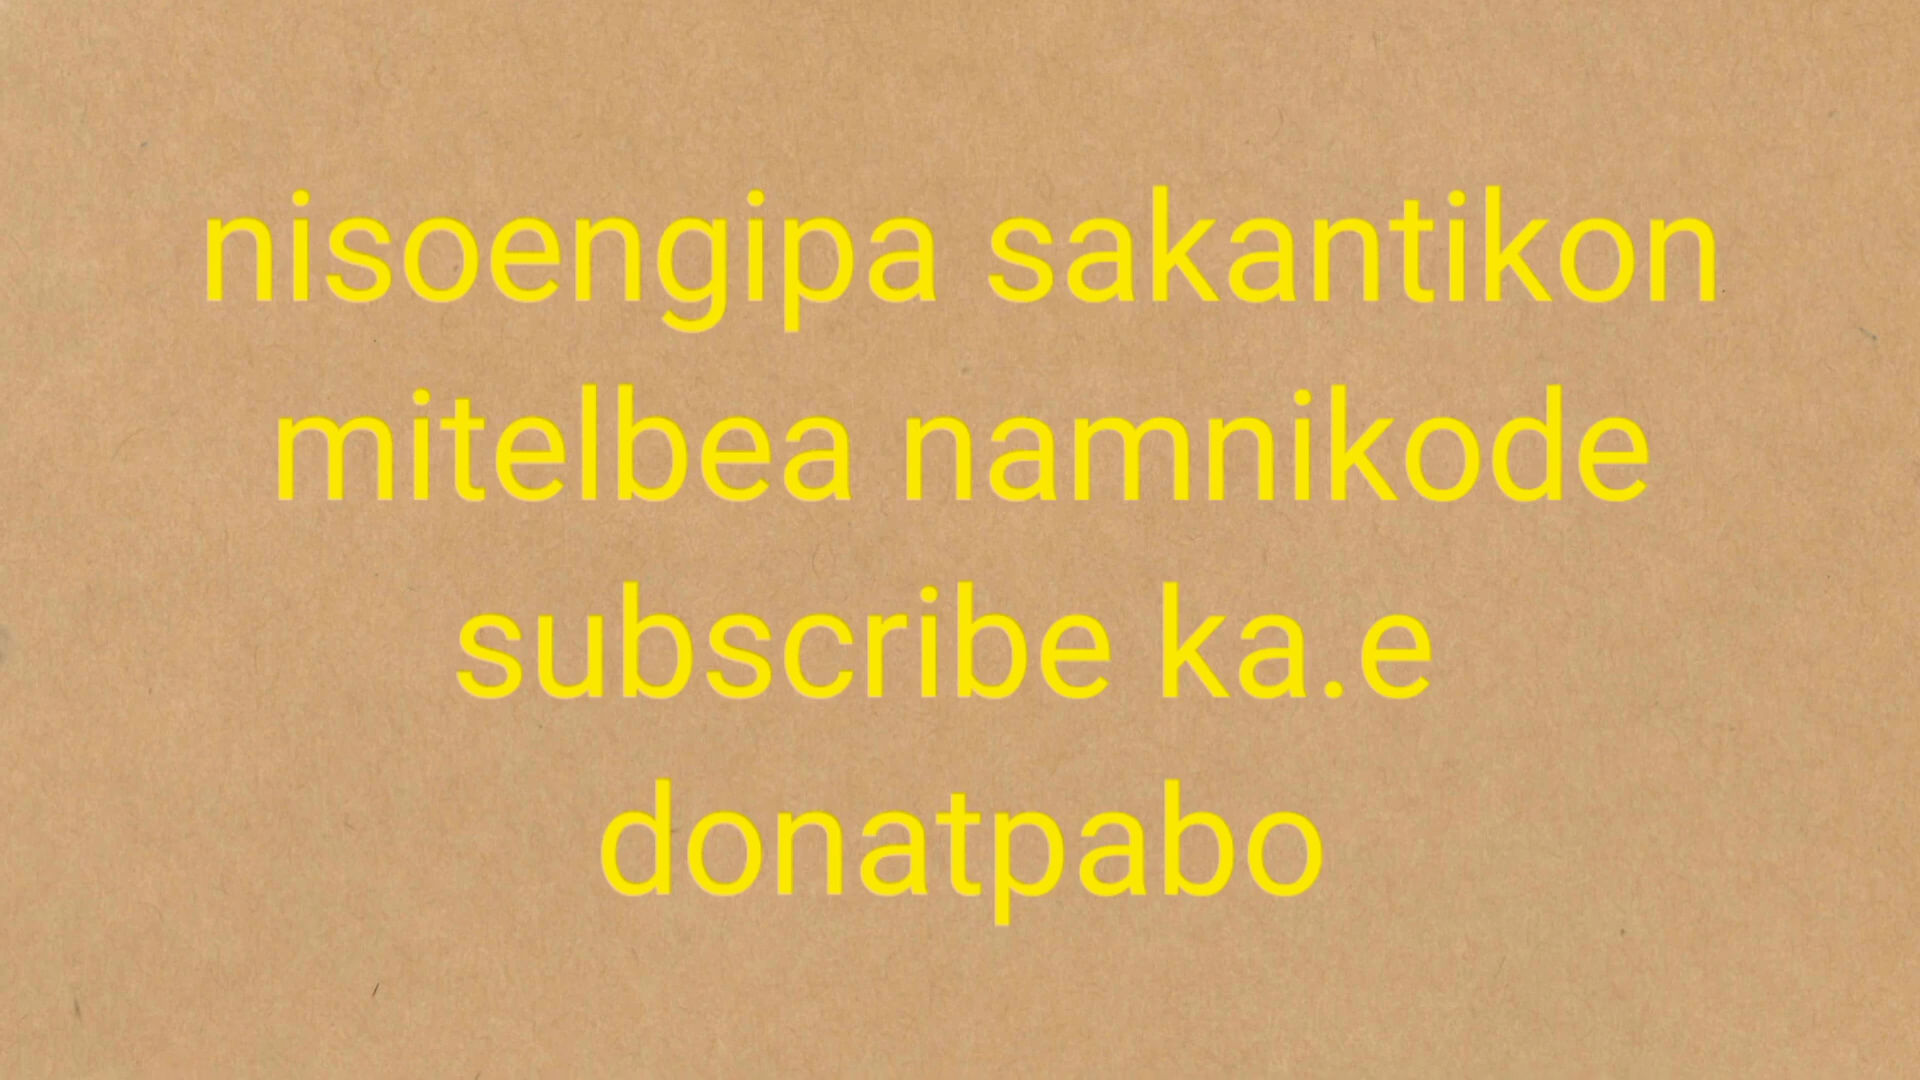 nisoengipa sakantikon
mitelbea namnikode
subscribe ka.e
donatpabo